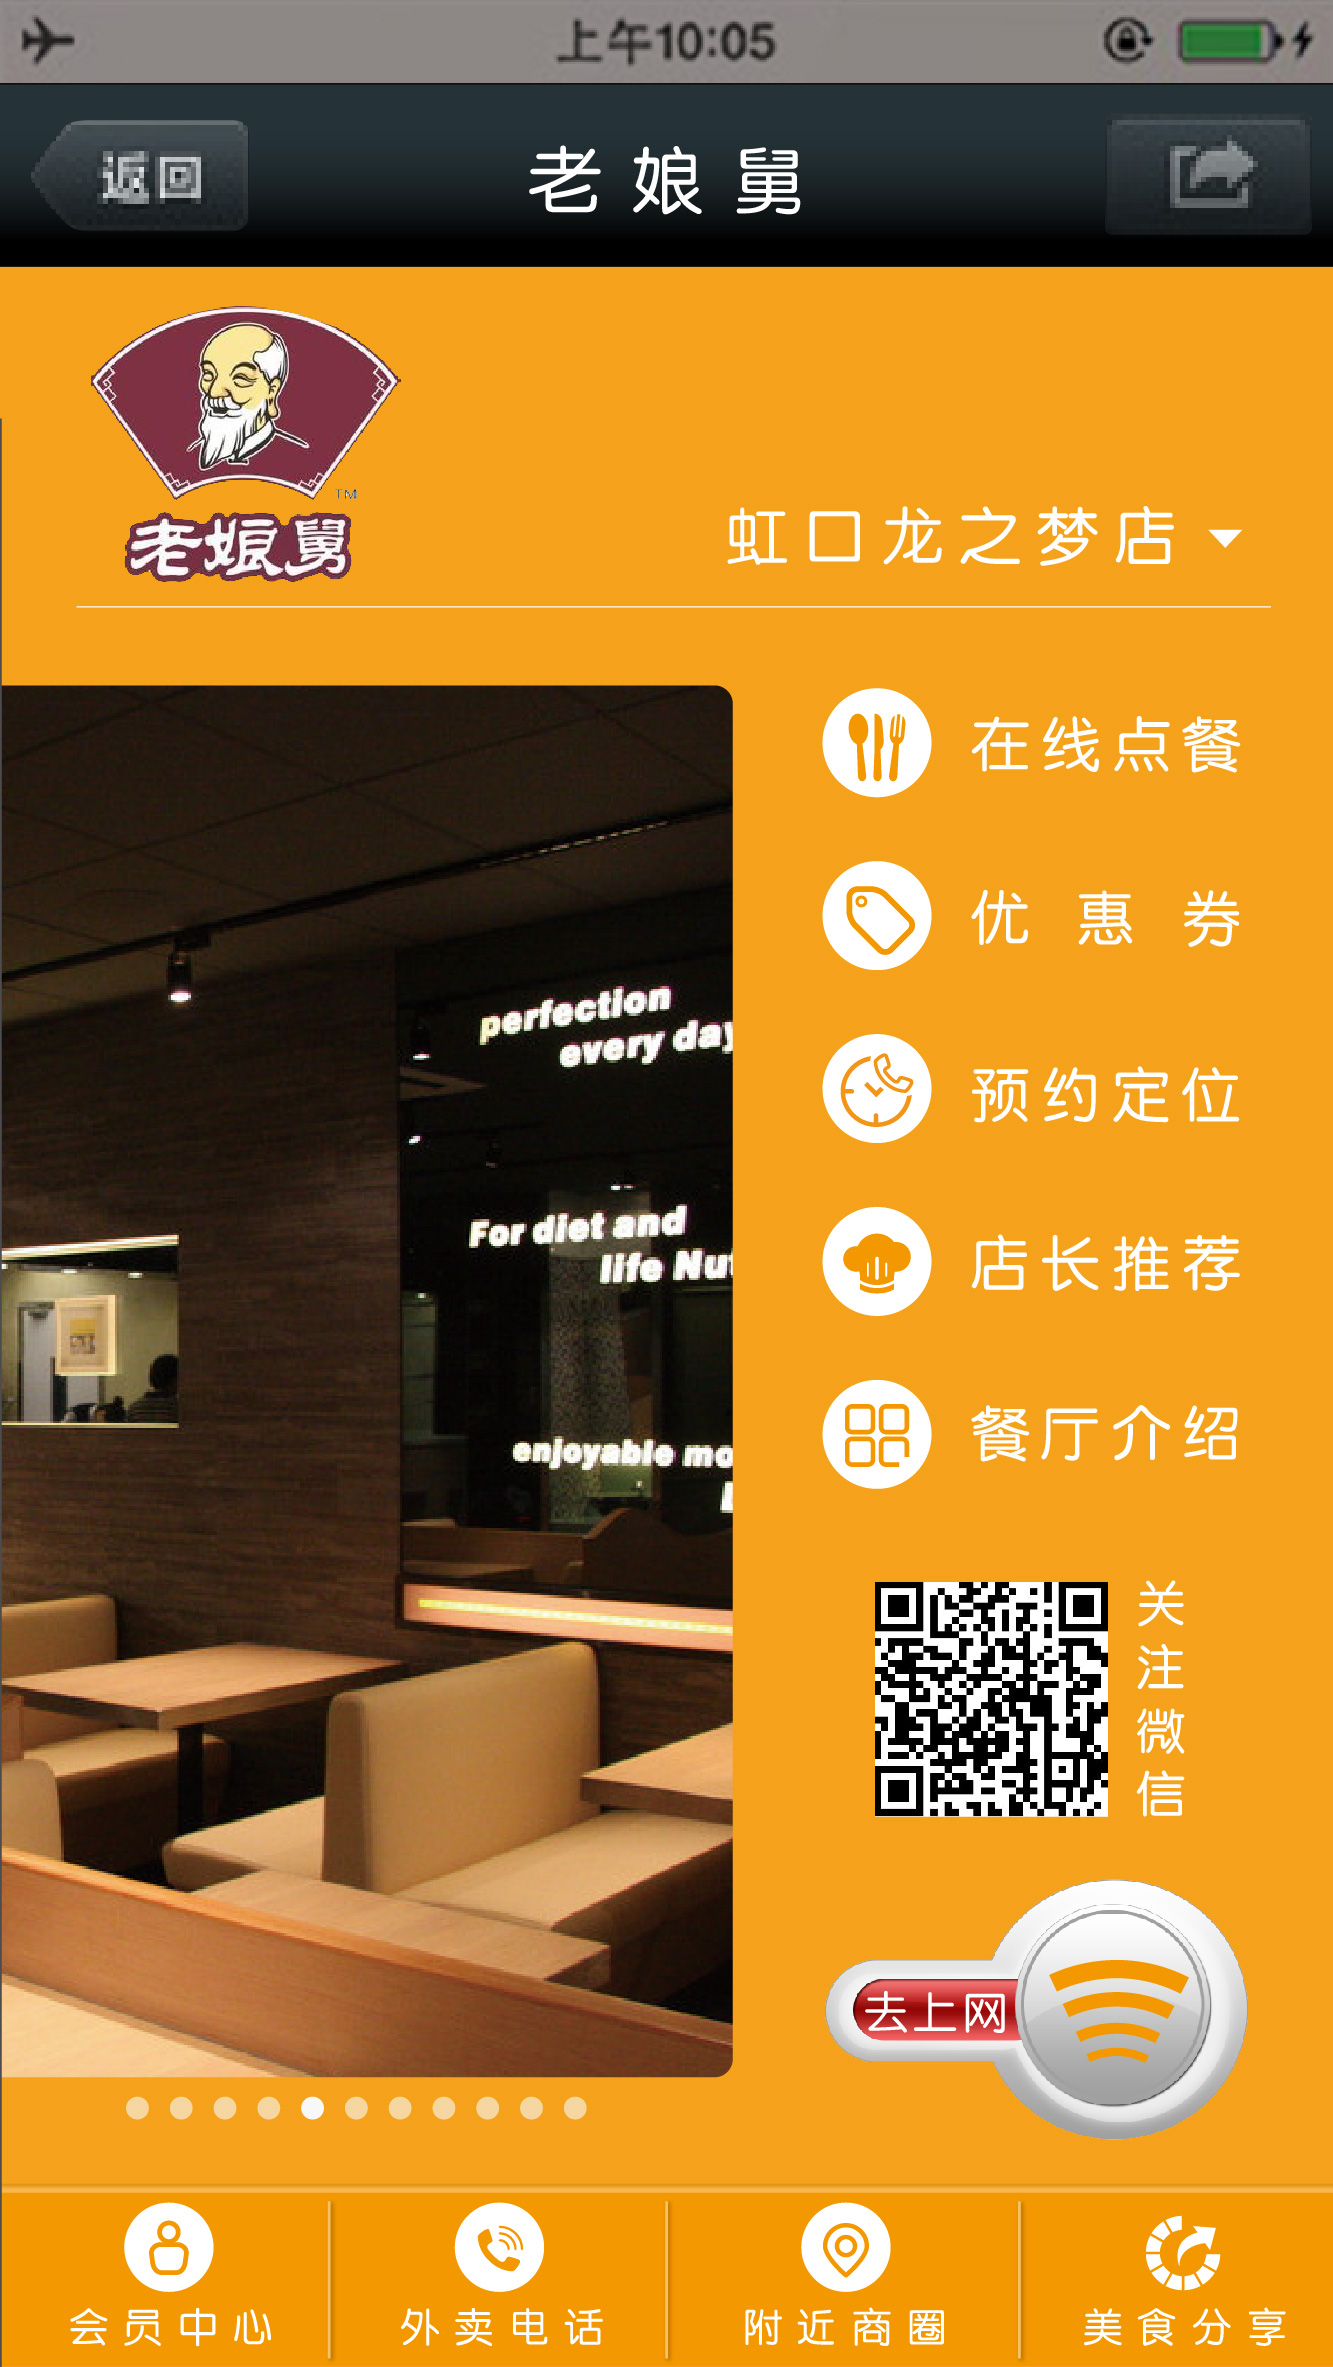 上午10:05
返回
老娘舅
TM
老娘舅
虹口龙之梦店
在线点餐
优惠券
预约定位
店长推荐
餐厅介绍
perfection
every day
For diet and
life Nu
enjoyable mo
关注微信
去上网
会员中心
外卖电话
附近商圈
美食分享